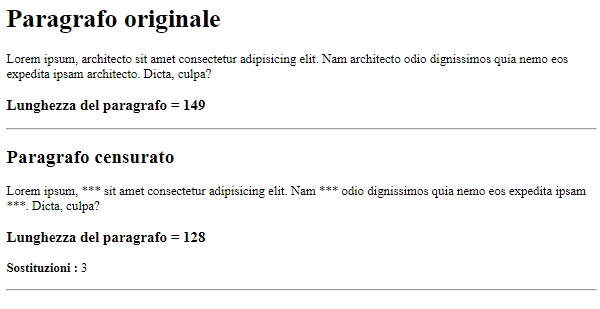 Paragrafo originale
Lorem ipsum, architecto sit amet consectetur adipisicing elit. Nam architecto odio dignissimos quia nemo eos
expedita ipsam architecto. Dicta, culpa?
Lunghezza del paragrafo = 149
Paragrafo censurato
Lorem ipsum, *** sit amet consectetur adipisicing elit. Nam *** odio dignissimos quia nemo eos expedita ipsam
***. Dicta, culpa?
Lunghezza del paragrafo = 128
Sostituzioni : 3